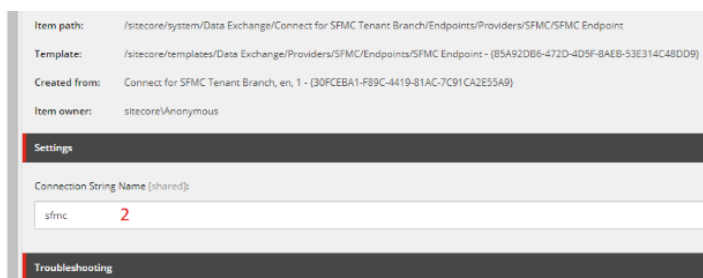 Item path: /sitecore/system/Data Exchange/Connect for SFMC Tenant Branch/Endpoints/Providers/SFMC/SFMC Endpoint
Template: /sitecore/templates/Data Exchange/Providers/SFMC/Endpoints/SFMC Endpoint - {85A92DB6-472D-4D5F-8AEB-53E314C48DD9}
Created from: Connect for SFMC Tenant Branch, en, 1 - {30FCEBA1-F89C-4419-81AC-7C91CA2E55A9}
Item owner: sitecore\Anonymous
Settings
Connection String Name [shared]:
sfmc 2
Troubleshooting